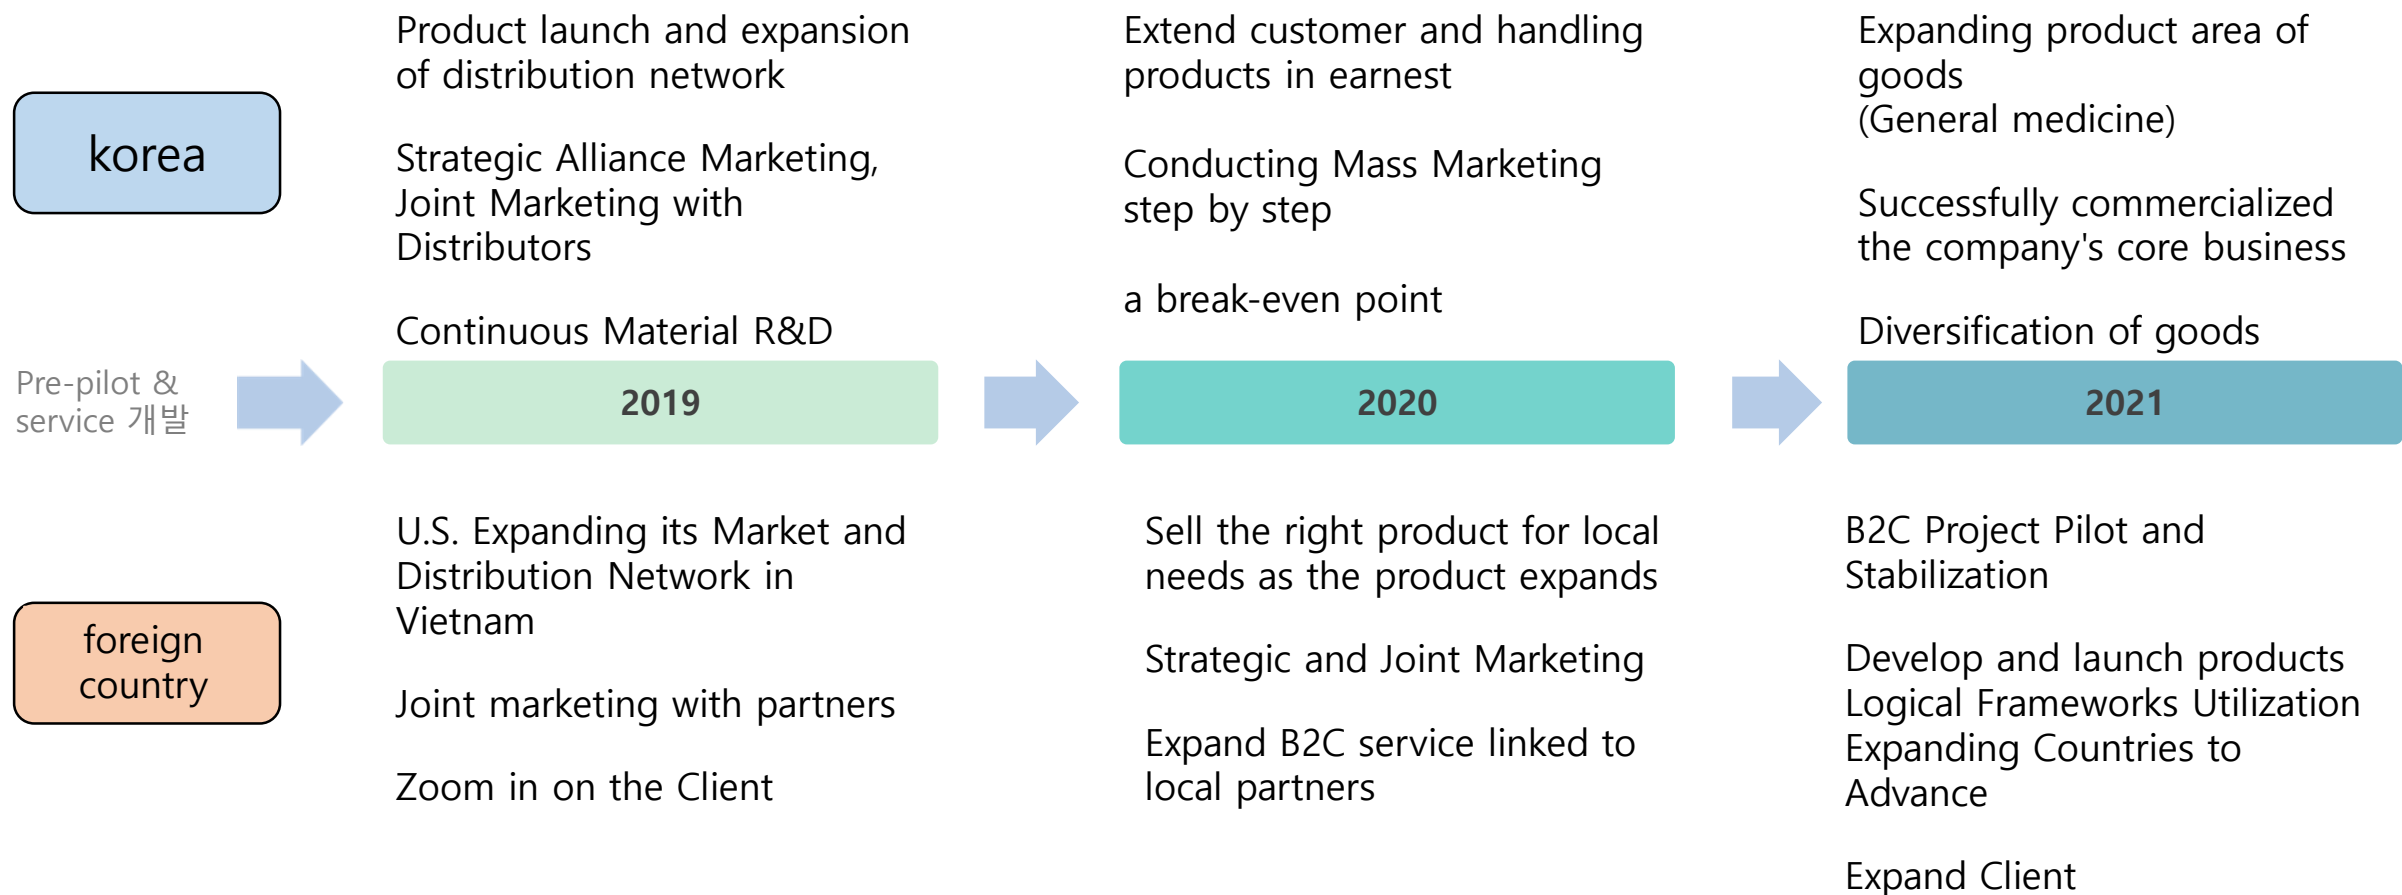 Product launch and expansion
of distribution network
Strategic Alliance Marketing,
Joint Marketing with
Distributors
Continuous Material R&D
Extend customer and handling
products in earnest
Conducting Mass Marketing
step by step
a break-even point
Expanding product area of
goods
(General medicine)
Successfully commercialized
the company's core business
Diversification of goods
korea
Pre-pilot &
service 개발
2019
2020
2021
foreign
country
U.S. Expanding its Market and
Distribution Network in
Vietnam
Joint marketing with partners
Zoom in on the Client
Sell the right product for local
needs as the product expands
Strategic and Joint Marketing
Expand B2C service linked to
local partners
B2C Project Pilot and
Stabilization
Develop and launch products
Logical Frameworks Utilization
Expanding Countries to
Advance
Expand Client